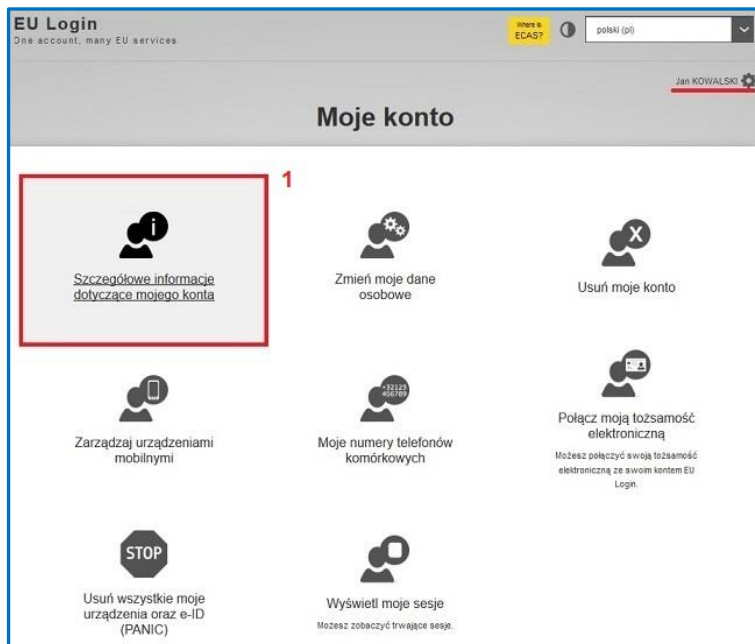 EU Login
One account, many EU services
Where is
ECAS?
polski (pl)
Jan KOWALSKI
Moje konto
1
Szczegółowe informacje
dotyczące mojego konta
Zmień moje dane
osobowe
Usuń moje konto
Zarządzaj urządzeniami
mobilnymi
+32123
456789
Moje numery telefonów
komórkowych
Połącz moją tożsamość
elektroniczną
Możesz połączyć swoją tożsamość
elektroniczną ze swoim kontem EU
Login.
STOP
Usuń wszystkie moje
urządzenia oraz e-ID
(PANIC)
Wyświetl moje sesje
Możesz zobaczyć trwające sesje.